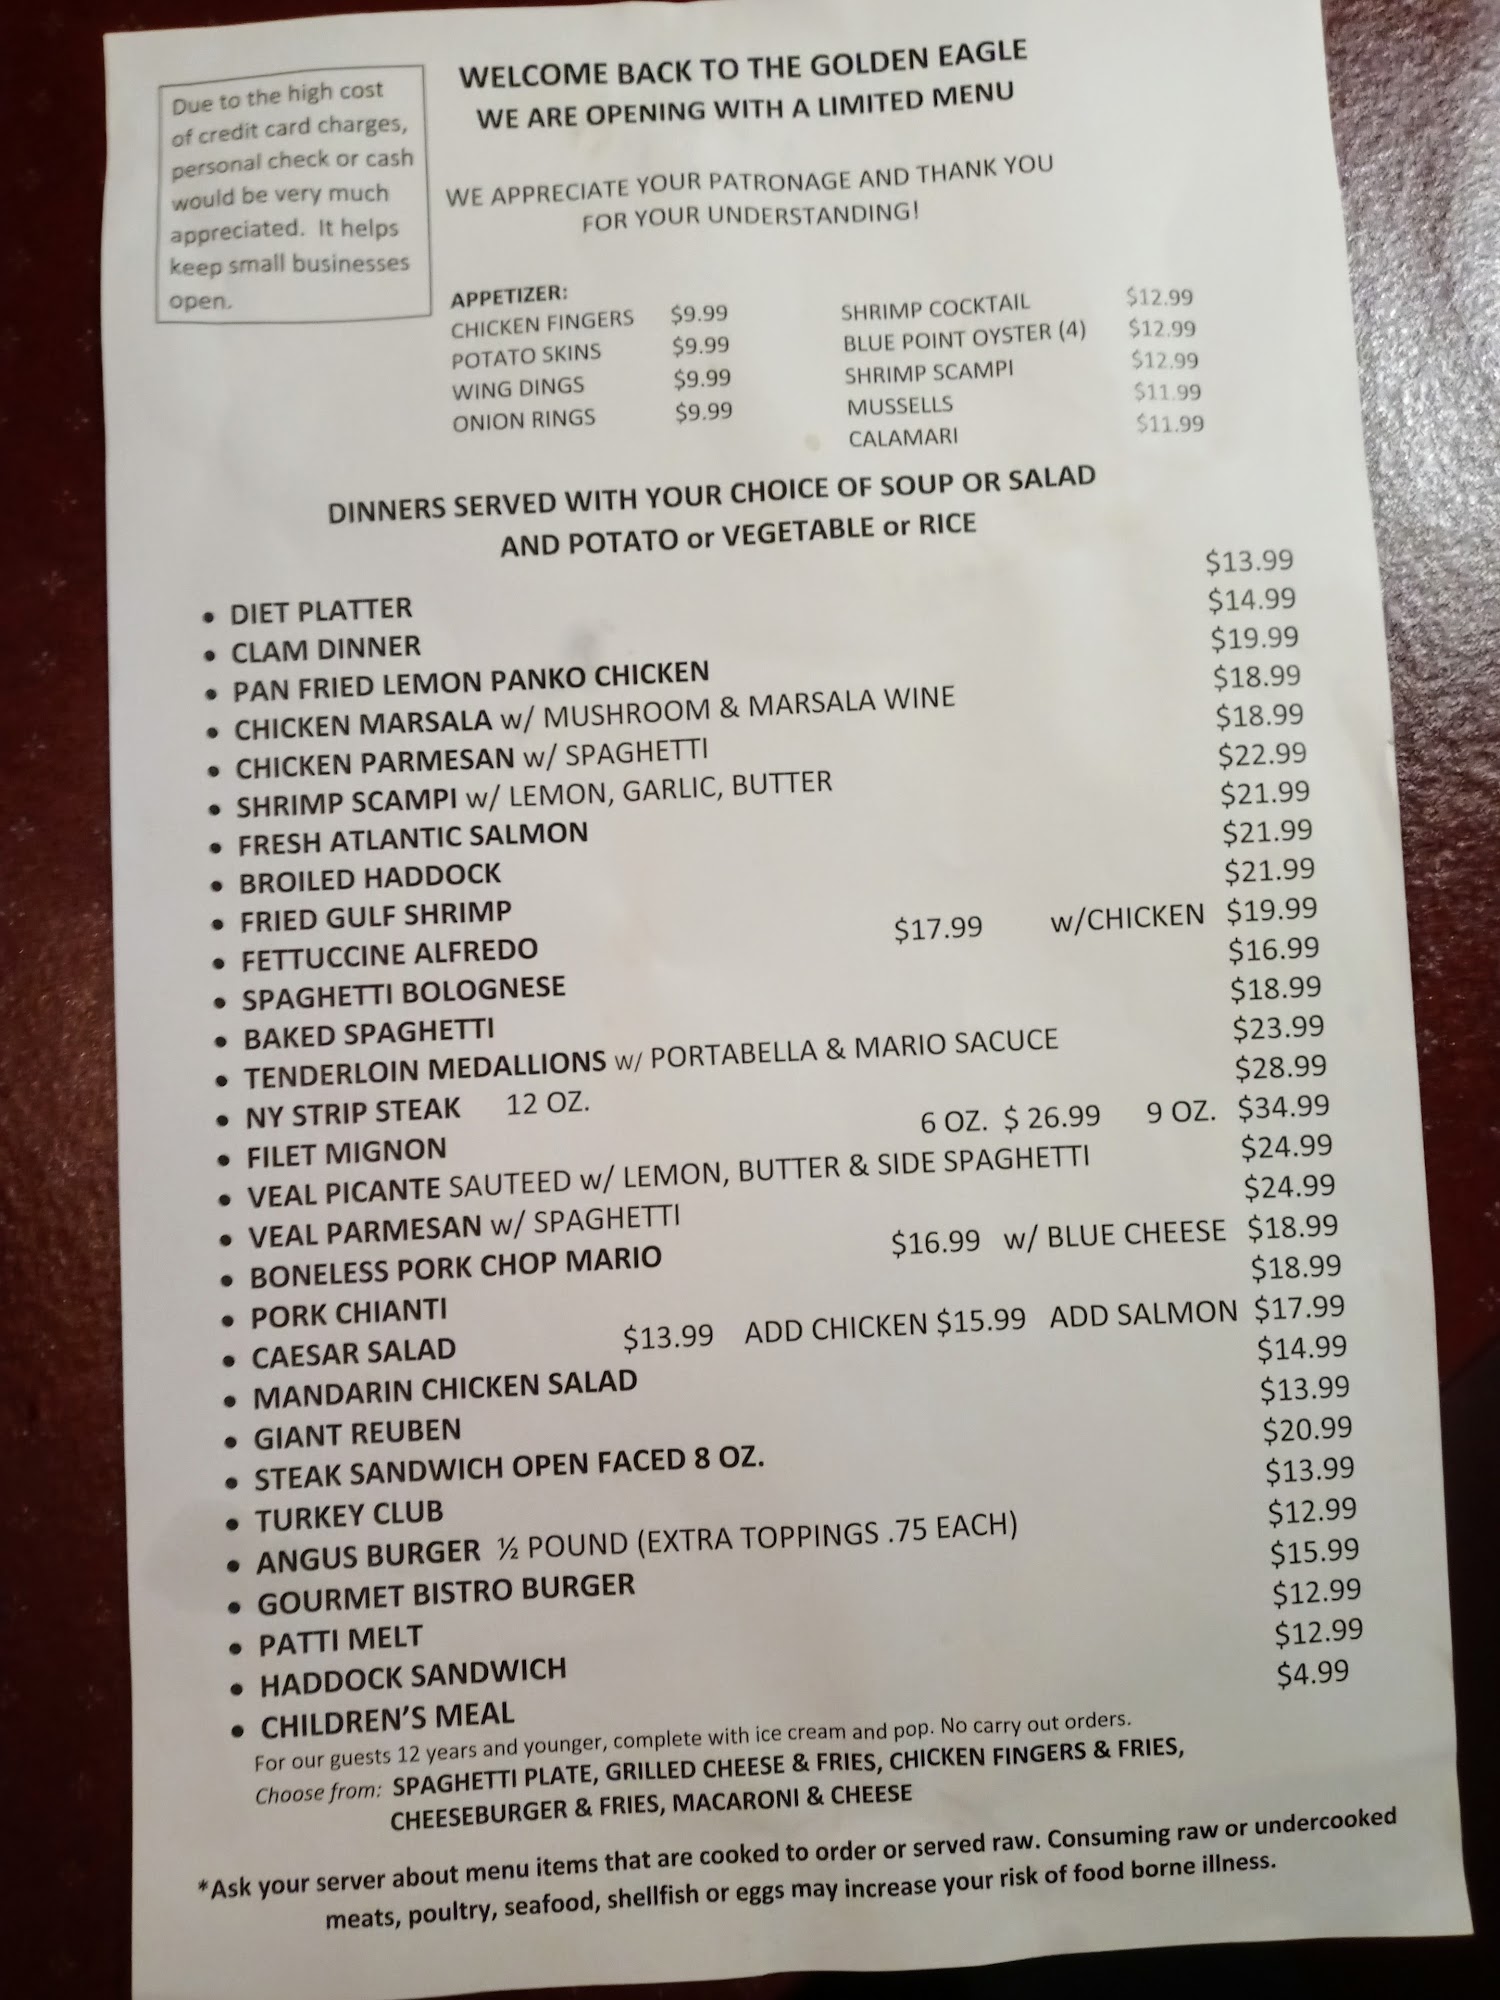 Due to the high cost
of credit card charges,
personal check or cash
would be very much
appreciated. It helps
keep small businesses
open.
WELCOME BACK TO THE GOLDEN EAGLE
WE ARE OPENING WITH A LIMITED MENU
WE APPRECIATE YOUR PATRONAGE AND THANK YOU
FOR YOUR UNDERSTANDING!
APPETIZER:
CHICKEN FINGERS $9.99 SHRIMP COCKTAIL $12.99
POTATO SKINS $9.99 BLUE POINT OYSTER (4) $12.99
WING DINGS $9.99 SHRIMP SCAMPI $12.99
ONION RINGS $9.99 MUSSELLS $11.99
CALAMARI $11.99
DINNERS SERVED WITH YOUR CHOICE OF SOUP OR SALAD
AND POTATO or VEGETABLE or RICE
• DIET PLATTER $13.99
• CLAM DINNER $14.99
• PAN FRIED LEMON PANKO CHICKEN $19.99
• CHICKEN MARSALA w/ MUSHROOM & MARSALA WINE $18.99
• CHICKEN PARMESAN w/ SPAGHETTI $18.99
• SHRIMP SCAMPI w/ LEMON, GARLIC, BUTTER $22.99
• FRESH ATLANTIC SALMON $21.99
• BROILED HADDOCK $21.99
• FRIED GULF SHRIMP $21.99
• FETTUCCINE ALFREDO $17.99 w/CHICKEN $19.99
• SPAGHETTI BOLOGNESE $16.99
• BAKED SPAGHETTI $18.99
• TENDERLOIN MEDALLIONS w/ PORTABELLA & MARIO SACUCE $23.99
• NY STRIP STEAK 12 OZ. $28.99
• FILET MIGNON 6 OZ. $ 26.99 9 OZ. $34.99
• VEAL PICANTE SAUTEED w/ LEMON, BUTTER & SIDE SPAGHETTI $24.99
• VEAL PARMESAN w/ SPAGHETTI $24.99
• BONELESS PORK CHOP MARIO $16.99 w/ BLUE CHEESE $18.99
• PORK CHIANTI $18.99
• CAESAR SALAD $13.99 ADD CHICKEN $15.99 ADD SALMON $17.99
• MANDARIN CHICKEN SALAD $14.99
• GIANT REUBEN $13.99
• STEAK SANDWICH OPEN FACED 8 OZ. $20.99
• TURKEY CLUB $13.99
• ANGUS BURGER ½ POUND (EXTRA TOPPINGS .75 EACH) $12.99
• GOURMET BISTRO BURGER $15.99
• PATTI MELT $12.99
• HADDOCK SANDWICH $12.99
• CHILDREN'S MEAL $4.99
For our guests 12 years and younger, complete with ice cream and pop. No carry out orders.
Choose from: SPAGHETTI PLATE, GRILLED CHEESE & FRIES, CHICKEN FINGERS & FRIES,
CHEESEBURGER & FRIES, MACARONI & CHEESE
*Ask your server about menu items that are cooked to order or served raw. Consuming raw or undercooked
meats, poultry, seafood, shellfish or eggs may increase your risk of food borne illness.